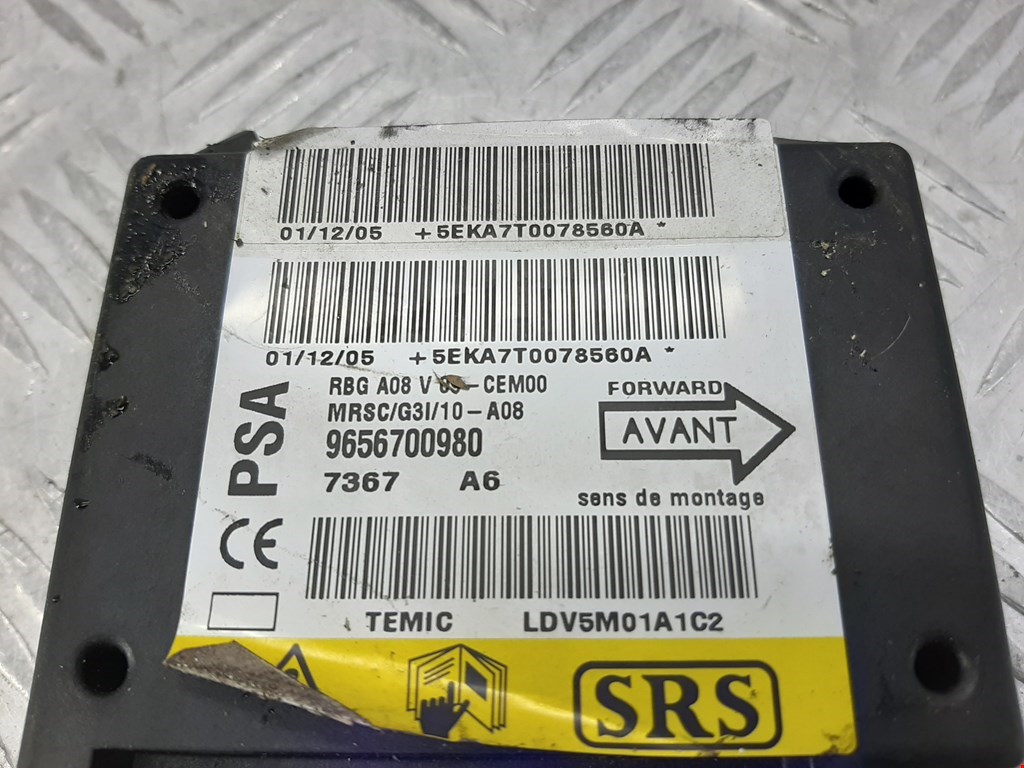 01/12/05 +5EKA7T0078560A *
01/12/05 +5EKA7T0078560A *
RBG A08 V -CEM00
MRSC/G3I/10-A08
9656700980
7367 A6
PSA
FORWARD
AVANT
sens de montage
CE
TEMIC LDV5M01A1C2
SRS